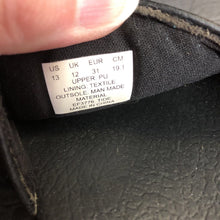 US UK EUR CM
13 12 31 19.1
UPPER: PU
LINING: TEXTILE
OUTSOLE: MAN MADE
MATERIAL
MADE IN CHINA